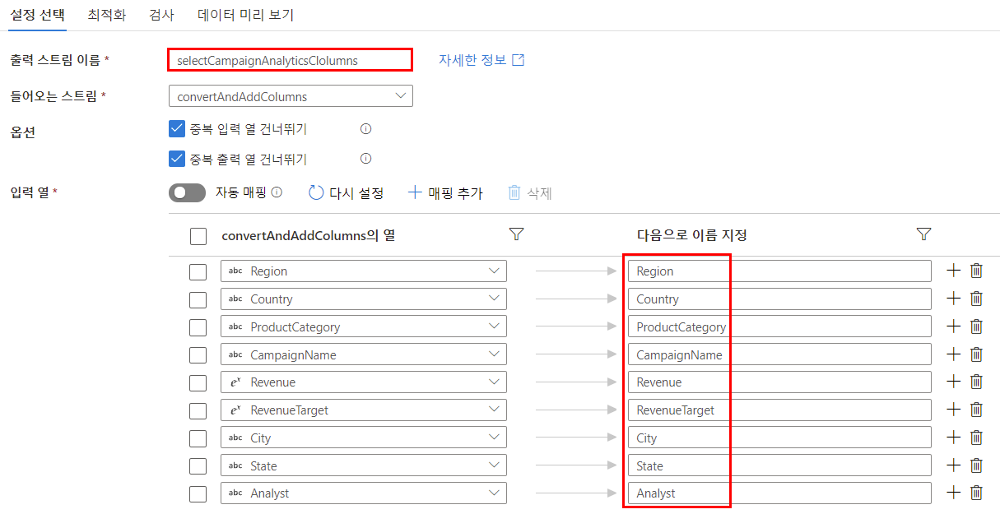 설정 선택 최적화 검사 데이터 미리 보기
출력 스트림 이름 * selectCampaignAnalyticsClolumns 자세한 정보
들어오는 스트림 * convertAndAddColumns
옵션 중복 입력 열 건너뛰기
중복 출력 열 건너뛰기
입력 열 * 자동 매핑 다시 설정 매핑 추가 삭제
convertAndAddColumns의 열 다음으로 이름 지정
abc Region Region
abc Country Country
abc ProductCategory ProductCategory
abc CampaignName CampaignName
eˣ Revenue Revenue
eˣ RevenueTarget RevenueTarget
abc City City
abc State State
abc Analyst Analyst